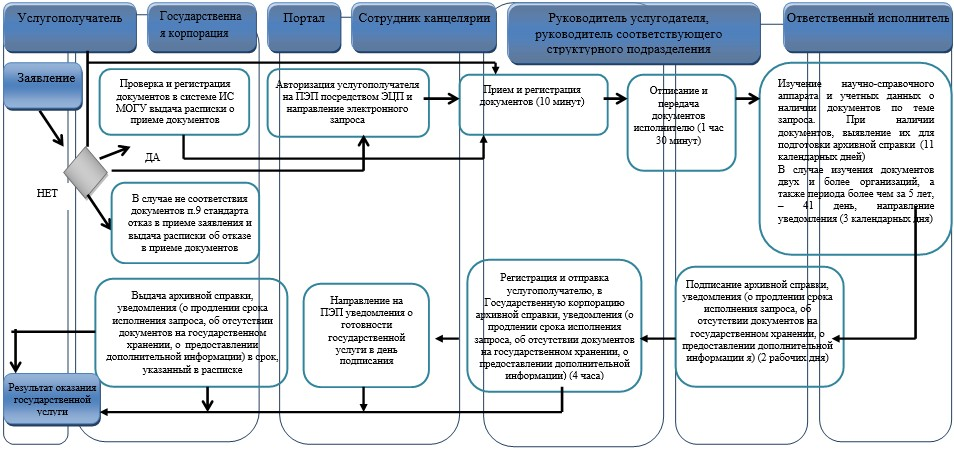 Услугополучатель
Государственна
я корпорация
Портал
Сотрудник канцелярии
Руководитель услугодателя,
руководитель соответствующего
структурного подразделения
Ответственный исполнитель
Заявление
Проверка и регистрация
документов в системе ИС
МОГУ выдача расписки о
приеме документов
Авторизация услугополучателя
на ПЭП посредством ЭЦП и
направление электронного
запроса
Прием и регистрация
документов (10 минут)
Отписание и
передача
документов
исполнителю (1 час
30 минут)
Изучение научно-справочного
аппарата и учетных данных о
наличии документов по теме
запроса. При наличии
документов, выявление их для
подготовки архивной справки (11
календарных дней)
В случае изучения документов
двух и более организаций, а
также периода более чем за 5 лет,
– 41 день, направление
уведомления (3 календарных дня)
ДА
НЕТ
В случае не соответствия
документов п.9 стандарта
отказ в приеме заявления и
выдача расписки об отказе
в приеме документов
Выдача архивной справки,
уведомления (о продлении срока
исполнения запроса, об отсутствии
документов на государственном
хранении, о предоставлении
дополнительной информации) в срок,
указанный в расписке
Направление на
ПЭП уведомления о
готовности
государственной
услуги в день
подписания
Регистрация и отправка
услугополучателю, в
Государственную корпорацию
архивной справки, уведомления (о
продлении срока исполнения
запроса, об отсутствии документов
на государственном хранении, о
предоставлении дополнительной
информации) (4 часа)
Подписание архивной справки,
уведомления (о продлении срока
исполнения запроса, об
отсутствии документов на
государственном хранении, о
предоставлении дополнительной
информации я) (2 рабочих дня)
Результат оказания
государственной
услуги